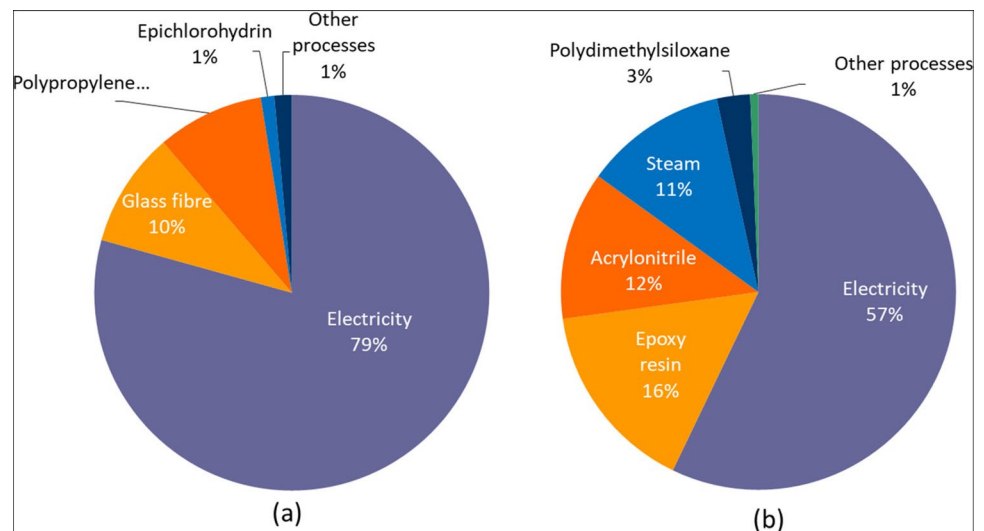 Epichlorohydrin
1%
Other
processes
1%
Polypropylene...
Glass fibre
10%
Electricity
79%
(a)
Polydimethylsiloxane
3%
Other processes
1%
Steam
11%
Acrylonitrile
12%
Epoxy
resin
16%
Electricity
57%
(b)